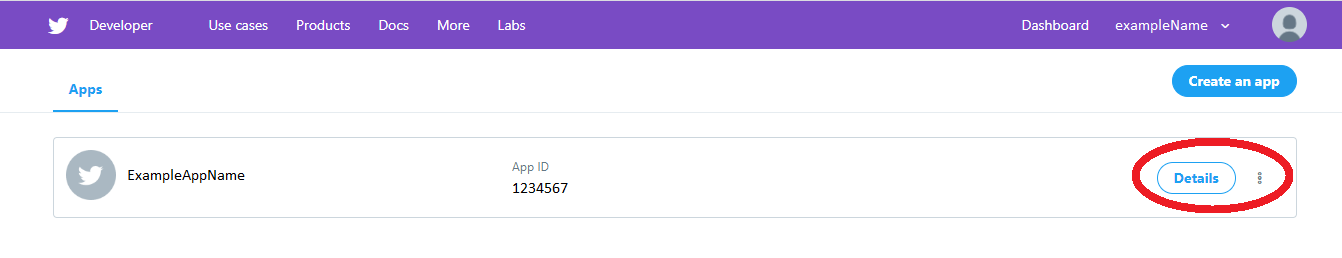 Developer Use cases Products Docs More Labs Dashboard exampleName
Apps
Create an app
ExampleAppName
App ID
1234567
Details